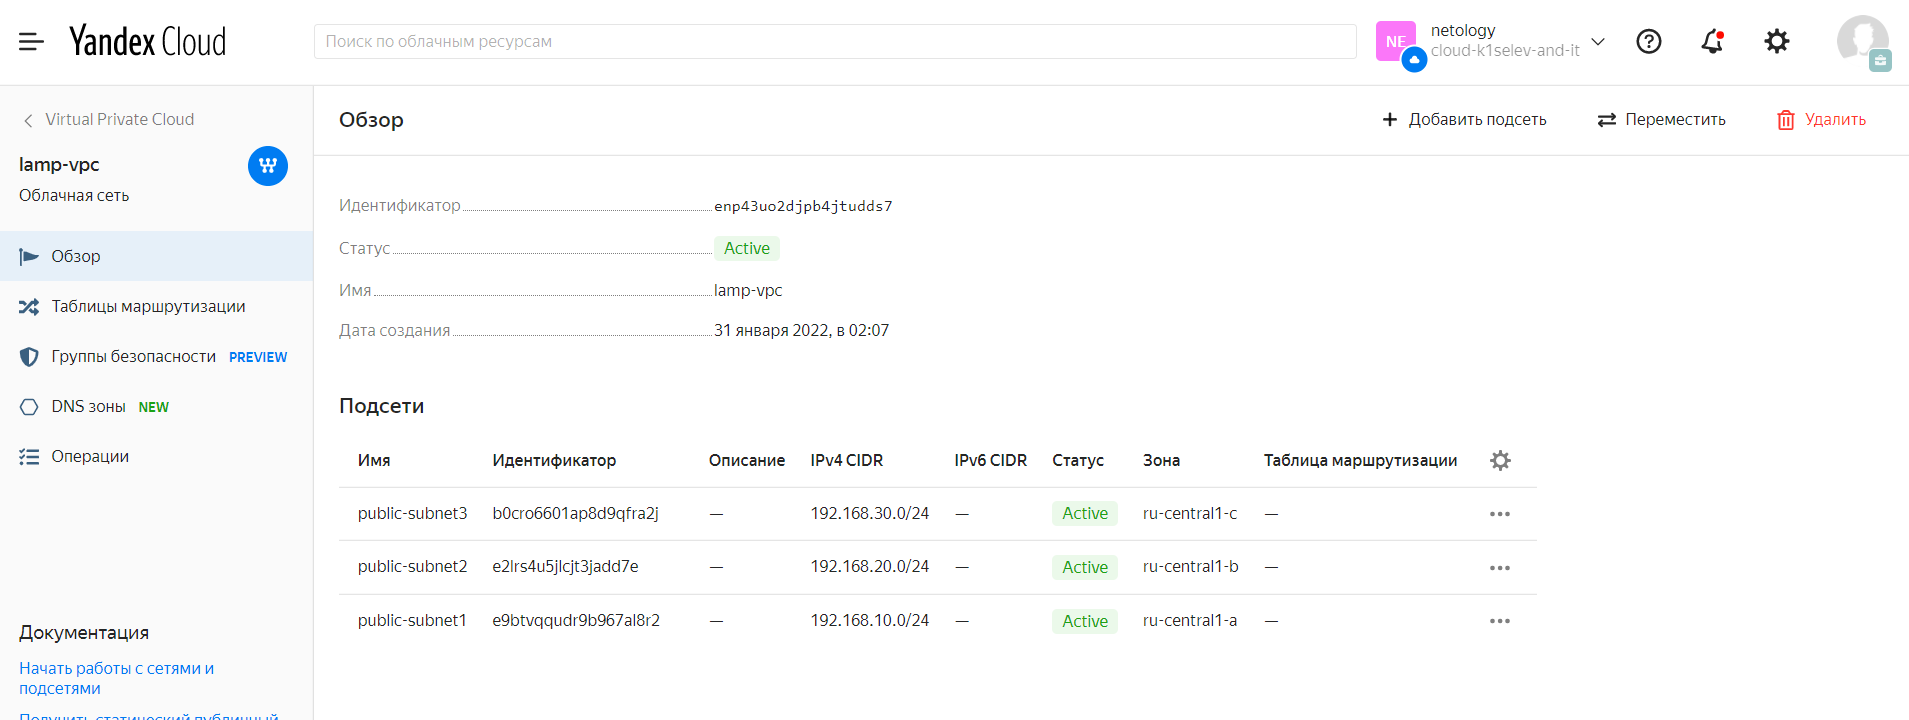 Yandex Cloud
Поиск по облачным ресурсам
NE
netology
cloud-k1selev-and-it
Virtual Private Cloud
lamp-vpc
Облачная сеть
Обзор
Таблицы маршрутизации
Группы безопасности PREVIEW
DNS зоны NEW
Операции
Документация
Начать работы с сетями и
подсетями
Получить статический публичный
Обзор
Добавить подсеть
Переместить
Удалить
Идентификатор enp43uo2djpb4jtudds7
Статус Active
Имя lamp-vpc
Дата создания 31 января 2022, в 02:07
Подсети
Имя Идентификатор Описание IPv4 CIDR IPv6 CIDR Статус Зона Таблица маршрутизации
public-subnet3 b0cro6601ap8d9qfra2j — 192.168.30.0/24 — Active ru-central1-c —
public-subnet2 e2lrs4u5jlcjt3jadd7e — 192.168.20.0/24 — Active ru-central1-b —
public-subnet1 e9btvqqudr9b967al8r2 — 192.168.10.0/24 — Active ru-central1-a —